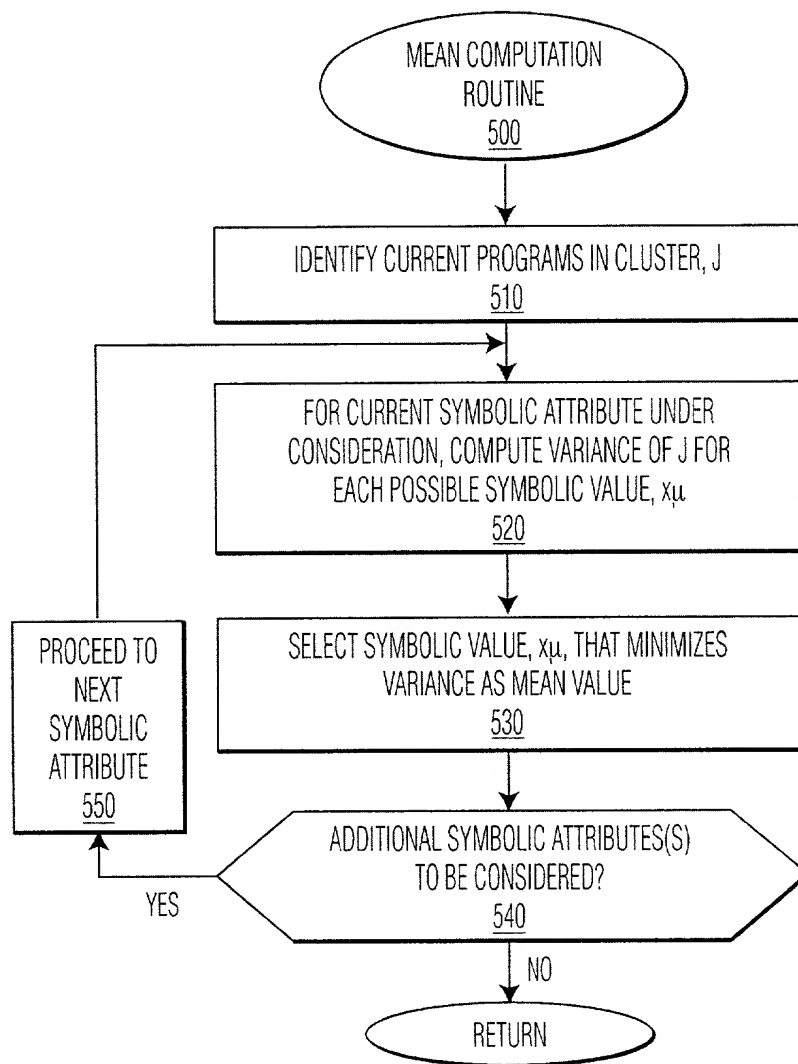 MEAN COMPUTATION
ROUTINE
500
IDENTIFY CURRENT PROGRAMS IN CLUSTER, J
510
FOR CURRENT SYMBOLIC ATTRIBUTE UNDER
CONSIDERATION, COMPUTE VARIANCE OF J FOR
EACH POSSIBLE SYMBOLIC VALUE, xμ
520
SELECT SYMBOLIC VALUE, xμ, THAT MINIMIZES
VARIANCE AS MEAN VALUE
530
PROCEED TO
NEXT
SYMBOLIC
ATTRIBUTE
550
ADDITIONAL SYMBOLIC ATTRIBUTES(S)
TO BE CONSIDERED?
540
YES
NO
RETURN